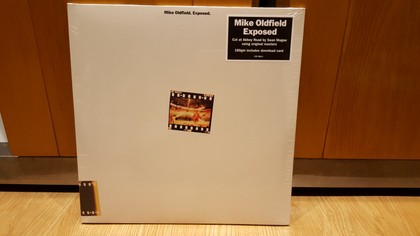 Mike Oldfield. Exposed.
Mike Oldfield
Exposed
Cut at Abbey Road by Sean Magee
using original masters
180gm includes download card